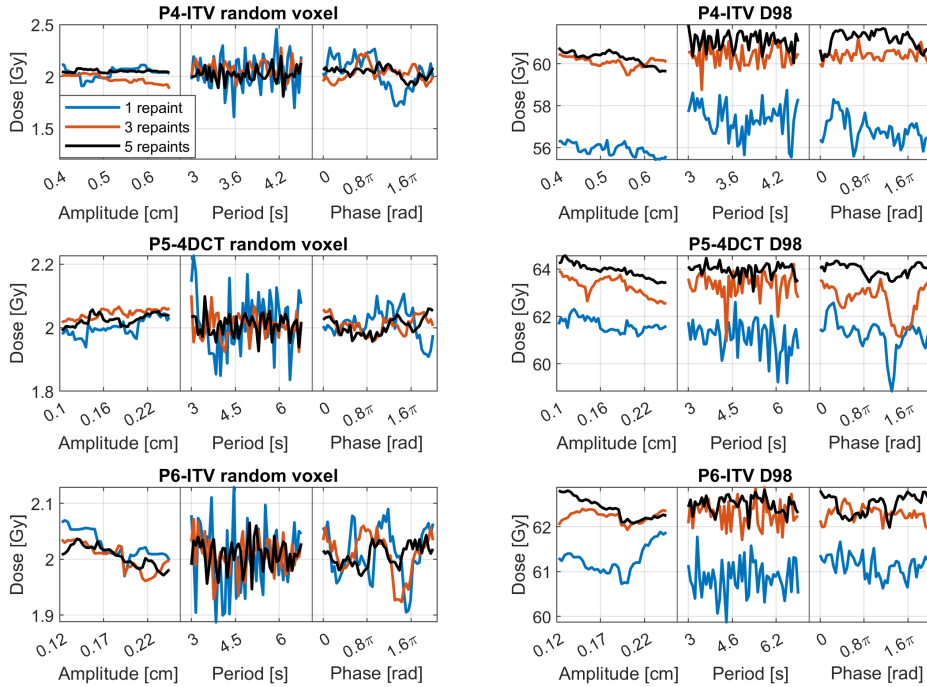 P4-ITV random voxel
Dose [Gy]
2.5
2
1.5
1 repaint
3 repaints
5 repaints
0.4 0.5 0.6 3 3.6 4.2 0 0.8π 1.6π
Amplitude [cm] Period [s] Phase [rad]
P4-ITV D98
Dose [Gy]
60
58
56
0.4 0.5 0.6 3 3.6 4.2 0 0.8π 1.6π
Amplitude [cm] Period [s] Phase [rad]
P5-4DCT random voxel
Dose [Gy]
2.2
2
1.8
0.1 0.16 0.22 3 4.5 6 0 0.8π 1.6π
Amplitude [cm] Period [s] Phase [rad]
P5-4DCT D98
Dose [Gy]
64
62
60
0.1 0.16 0.22 3 4.5 6 0 0.8π 1.6π
Amplitude [cm] Period [s] Phase [rad]
P6-ITV random voxel
Dose [Gy]
2.1
2
1.9
0.12 0.17 0.22 3 4.6 6 0 0.8π 1.6π
Amplitude [cm] Period [s] Phase [rad]
P6-ITV D98
Dose [Gy]
62
61
60
0.12 0.17 0.22 3 4.6 6.2 0 0.8π 1.6π
Amplitude [cm] Period [s] Phase [rad]